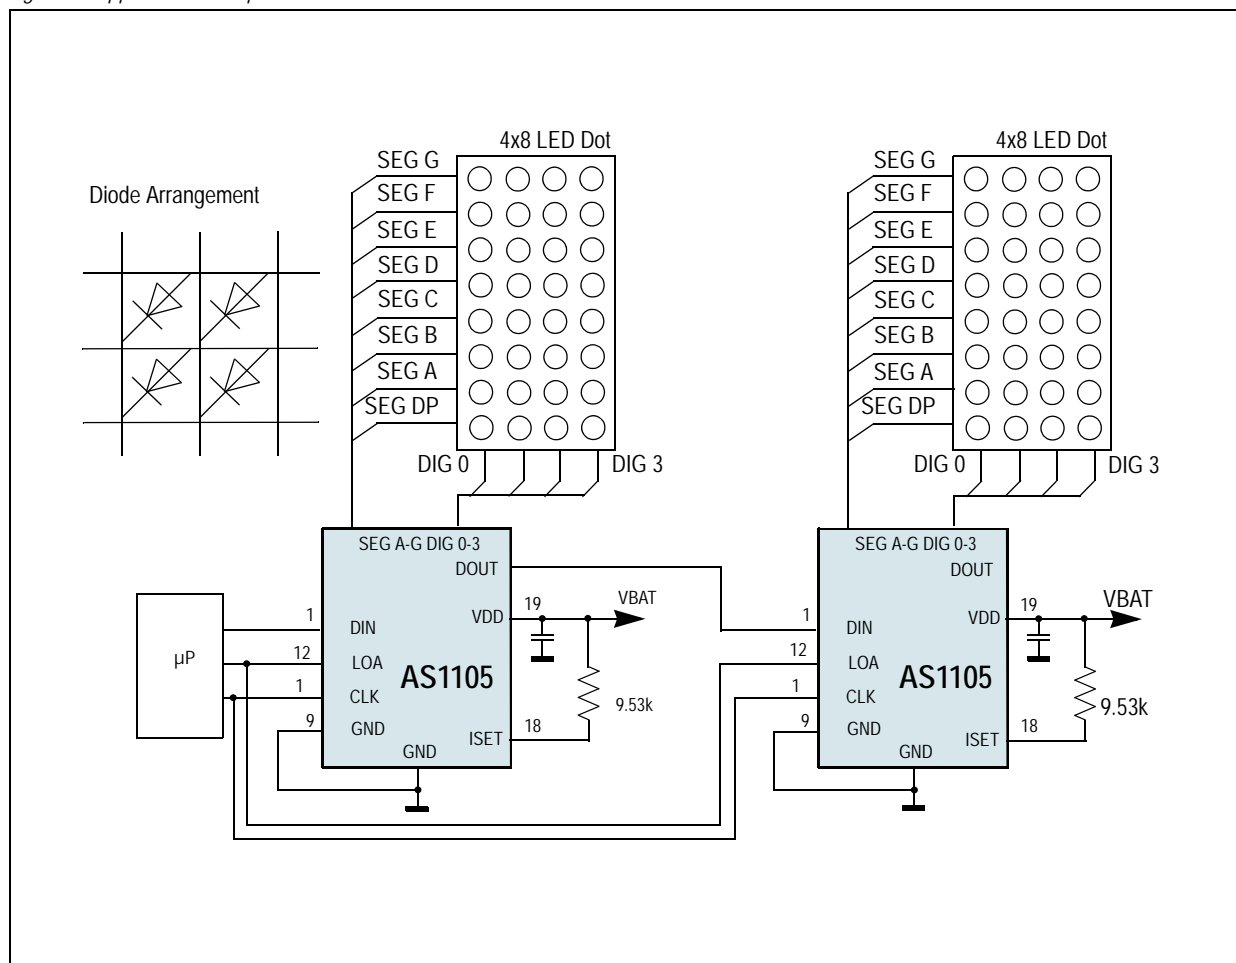 4x8 LED Dot
SEG G
SEG F
SEG E
SEG D
SEG C
SEG B
SEG A
SEG DP
DIG 0
DIG 3
4x8 LED Dot
SEG G
SEG F
SEG E
SEG D
SEG C
SEG B
SEG A
SEG DP
DIG 0
DIG 3
Diode Arrangement
µP
SEG A-G DIG 0-3
DOUT
1
DIN
VDD
19
VBAT
12
LOA
AS1105
1
CLK
9.53k
9
GND
ISET
18
GND
SEG A-G DIG 0-3
DOUT
1
DIN
VDD
19
VBAT
12
LOA
AS1105
1
CLK
9.53k
9
GND
ISET
18
GND